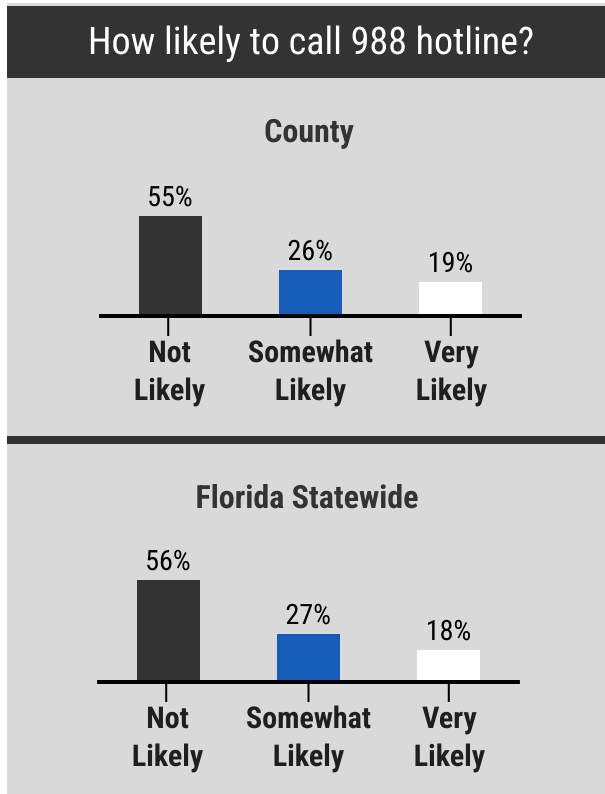 How likely to call 988 hotline?
County
55%
26%
19%
Not
Likely
Somewhat
Likely
Very
Likely
Florida Statewide
56%
27%
18%
Not
Likely
Somewhat
Likely
Very
Likely